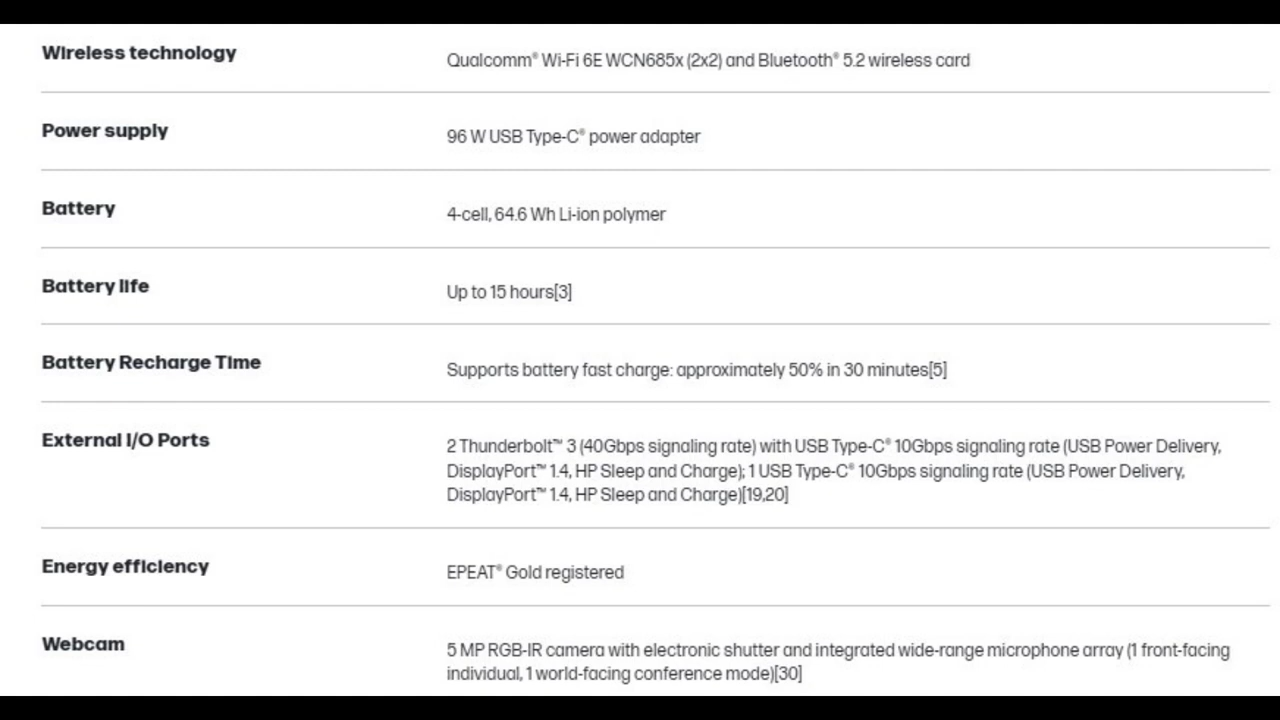 Wireless technology
Qualcomm® Wi-Fi 6E WCN685x (2x2) and Bluetooth® 5.2 wireless card
Power supply
96 W USB Type-C® power adapter
Battery
4-cell, 64.6 Wh Li-ion polymer
Battery life
Up to 15 hours[3]
Battery Recharge Time
Supports battery fast charge: approximately 50% in 30 minutes[5]
External I/O Ports
2 Thunderbolt™ 3 (40Gbps signaling rate) with USB Type-C® 10Gbps signaling rate (USB Power Delivery,
DisplayPort™ 1.4, HP Sleep and Charge); 1 USB Type-C® 10Gbps signaling rate (USB Power Delivery,
DisplayPort™ 1.4, HP Sleep and Charge)[19,20]
Energy efficiency
EPEAT® Gold registered
Webcam
5 MP RGB-IR camera with electronic shutter and integrated wide-range microphone array (1 front-facing
individual, 1 world-facing conference mode)[30]